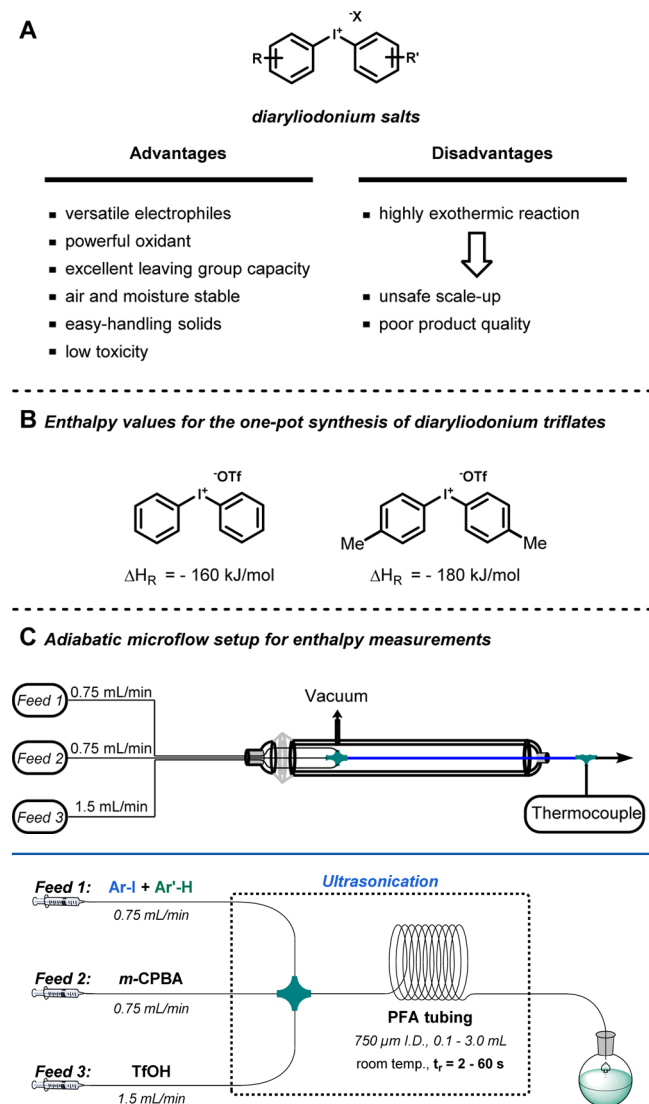 A
-X
I+
R
R'
diaryliodonium salts
Advantages
Disadvantages
▪ versatile electrophiles
▪ powerful oxidant
▪ excellent leaving group capacity
▪ air and moisture stable
▪ easy-handling solids
▪ low toxicity
▪ highly exothermic reaction
▪ unsafe scale-up
▪ poor product quality
B Enthalpy values for the one-pot synthesis of diaryliodonium triflates
-OTf
I+
ΔHR = - 160 kJ/mol
-OTf
I+
Me
Me
ΔHR = - 180 kJ/mol
C Adiabatic microflow setup for enthalpy measurements
Feed 1
0.75 mL/min
Feed 2
0.75 mL/min
Feed 3
1.5 mL/min
Vacuum
Thermocouple
Feed 1: Ar-I + Ar'-H
0.75 mL/min
Feed 2: m-CPBA
0.75 mL/min
Feed 3: TfOH
1.5 mL/min
Ultrasonication
PFA tubing
750 µm I.D., 0.1 - 3.0 mL
room temp., tr = 2 - 60 s